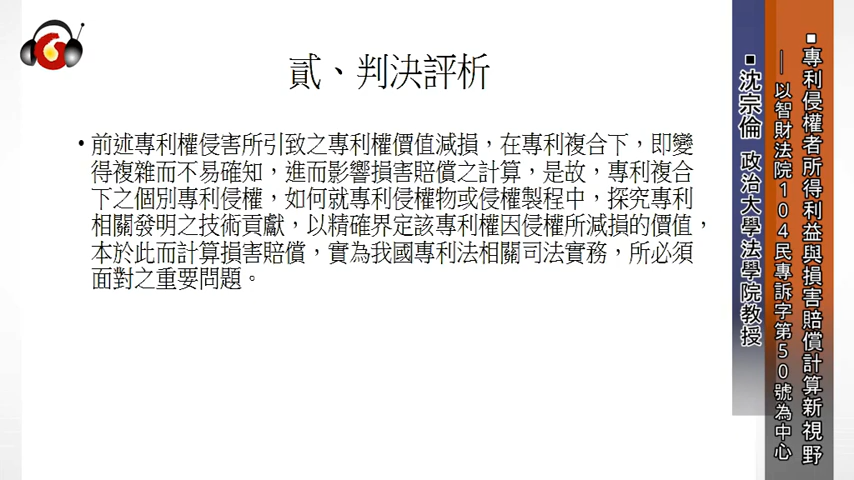 貳、判決評析
•前述專利權侵害所引致之專利權價值減損，在專利複合下，即變
得複雜而不易確知，進而影響損害賠償之計算，是故，專利複合
下之個別專利侵權，如何就專利侵權物或侵權製程中，探究專利
相關發明之技術貢獻，以精確界定該專利權因侵權所減損的價值，
本於此而計算損害賠償，實為我國專利法相關司法實務，所必須
面對之重要問題。
■專利侵權者所得利益與損害賠償計算新視野
—以智財法院104民專訴字第50號為中心
■沈宗倫 政治大學法學院教授